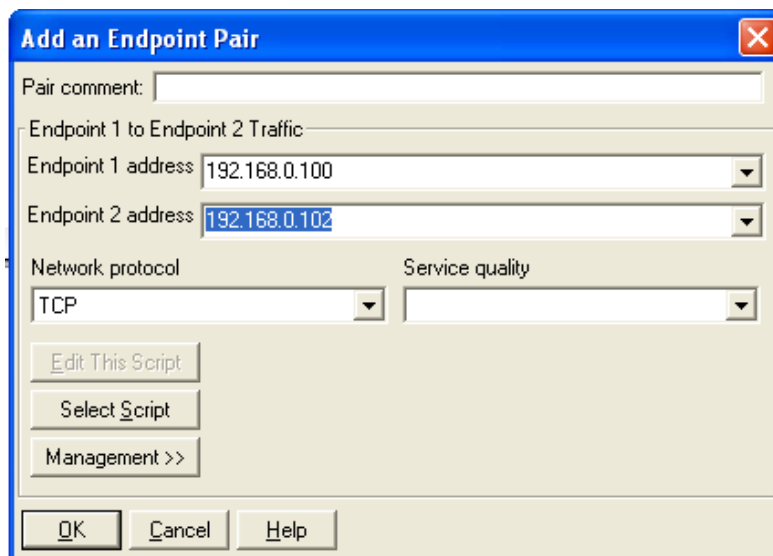 Add an Endpoint Pair
Pair comment:
Endpoint 1 to Endpoint 2 Traffic
Endpoint 1 address 192.168.0.100
Endpoint 2 address 192.168.0.102
Network protocol Service quality
TCP
Edit This Script
Select Script
Management >>
OK Cancel Help